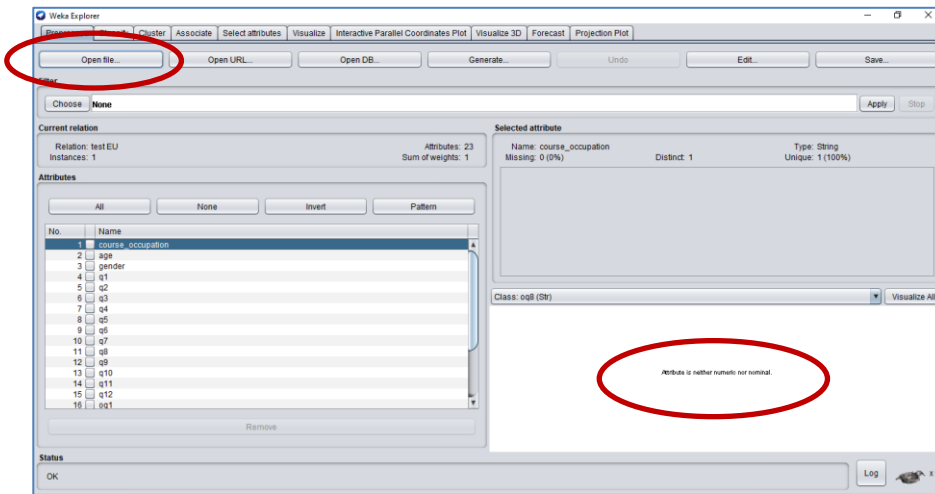 Weka Explorer
Preprocess Classify Cluster Associate Select attributes Visualize Interactive Parallel Coordinates Plot Visualize 3D Forecast Projection Plot
Open file... Open URL... Open DB... Generate... Undo Edit... Save...
Filter
Choose None Apply Stop
Current relation
Relation: test EU Attributes: 23
Instances: 1 Sum of weights: 1
Attributes
All None Invert Pattern
No. Name
1 course_occupation
2 age
3 gender
4 q1
5 q2
6 q3
7 q4
8 q5
9 q6
10 q7
11 q8
12 q9
13 q10
14 q11
15 q12
16 oq1
Remove
Selected attribute
Name: course_occupation Type: String
Missing: 0 (0%) Distinct: 1 Unique: 1 (100%)
Class: oq8 (Str) Visualize All
Attribute is neither numeric nor nominal.
Status
OK
Log x